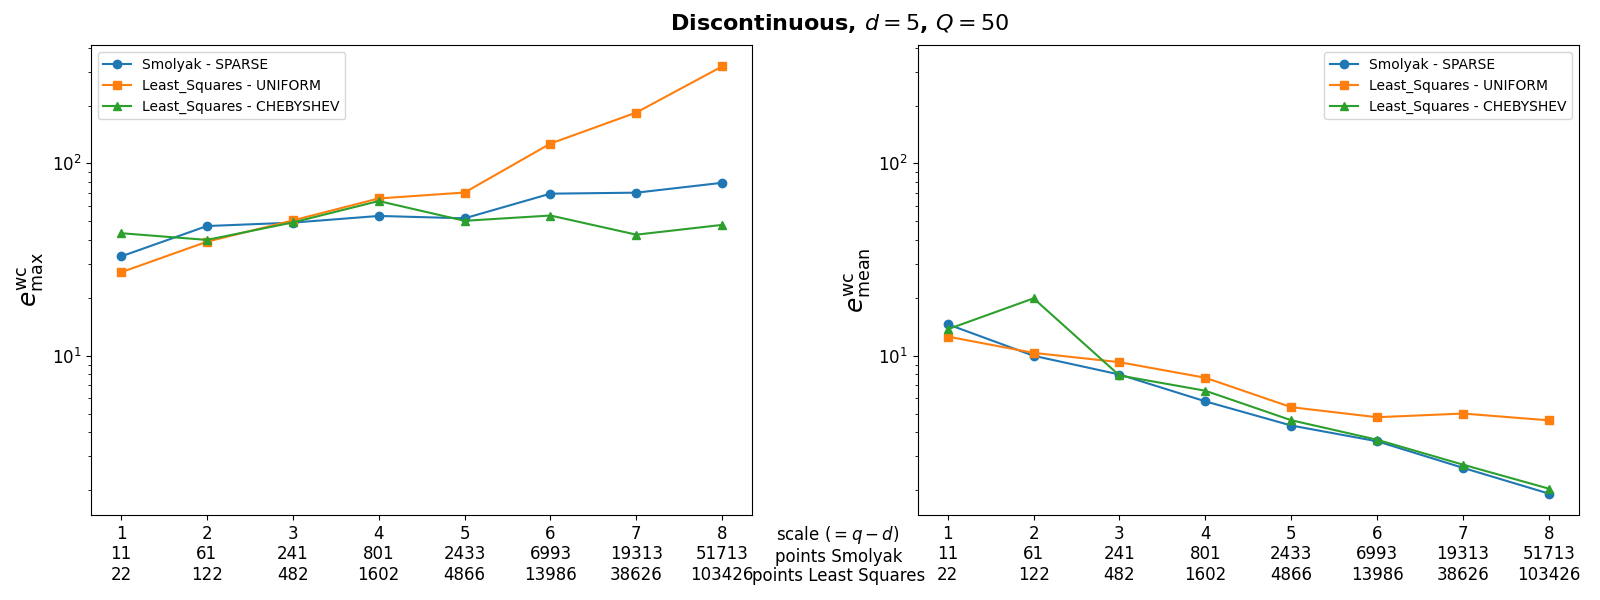 Discontinuous, d = 5, Q = 50
Smolyak - SPARSE
Least_Squares - UNIFORM
Least_Squares - CHEBYSHEV
10²
10¹
e^wc_max
1 2 3 4 5 6 7 8
11 61 241 801 2433 6993 19313 51713
22 122 482 1602 4866 13986 38626 103426
scale (= q − d)
points Smolyak
points Least Squares
Smolyak - SPARSE
Least_Squares - UNIFORM
Least_Squares - CHEBYSHEV
10²
10¹
e^wc_mean
1 2 3 4 5 6 7 8
11 61 241 801 2433 6993 19313 51713
22 122 482 1602 4866 13986 38626 103426